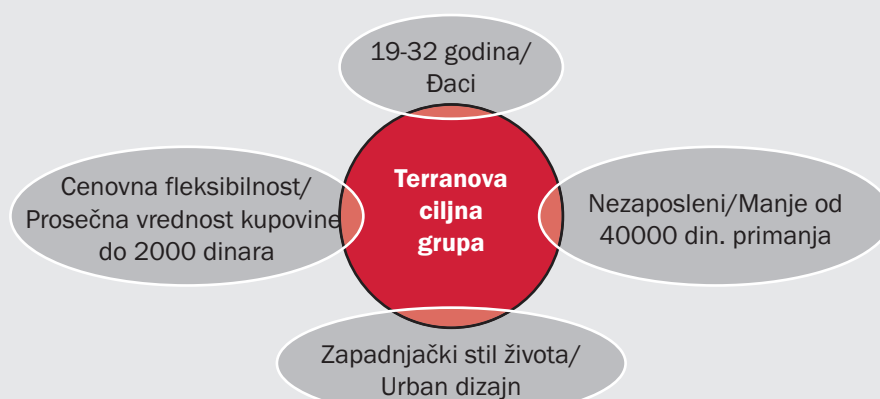 19-32 godina/
Đaci
Cenovna fleksibilnost/
Prosečna vrednost kupovine
do 2000 dinara
Terranova
ciljna
grupa
Nezaposleni/Manje od
40000 din. primanja
Zapadnjački stil života/
Urban dizajn